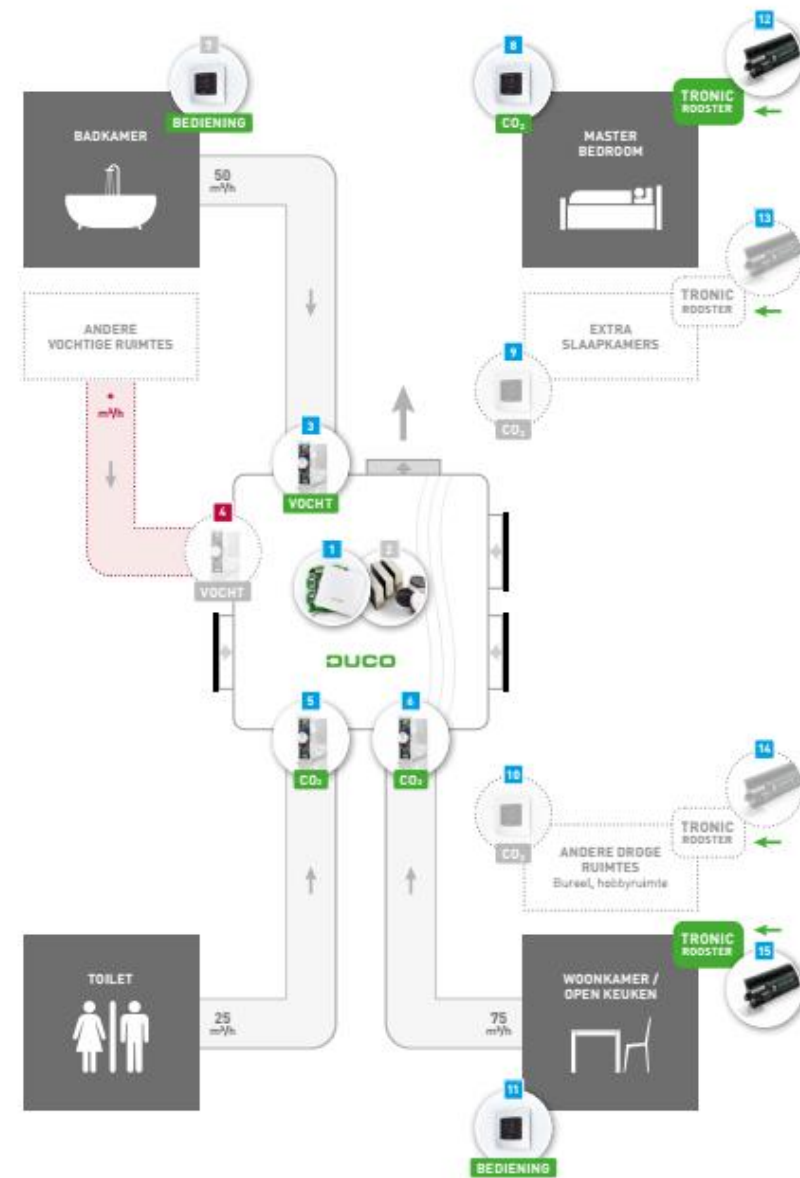 7
BEDIENING
BADKAMER
50
m³/h
8
CO₂
12
TRONIC
ROOSTER
MASTER
BEDROOM
ANDERE
VOCHTIGE RUIMTES
*
m³/h
13
TRONIC
ROOSTER
EXTRA
SLAAPKAMERS
9
CO₂
3
VOCHT
4
VOCHT
1
2
DUCO
5
CO₂
6
CO₂
10
CO₂
14
TRONIC
ROOSTER
ANDERE DROGE
RUIMTES
Bureel, hobbyruimte
TOILET
25
m³/h
75
m³/h
TRONIC
ROOSTER
15
WOONKAMER /
OPEN KEUKEN
11
BEDIENING